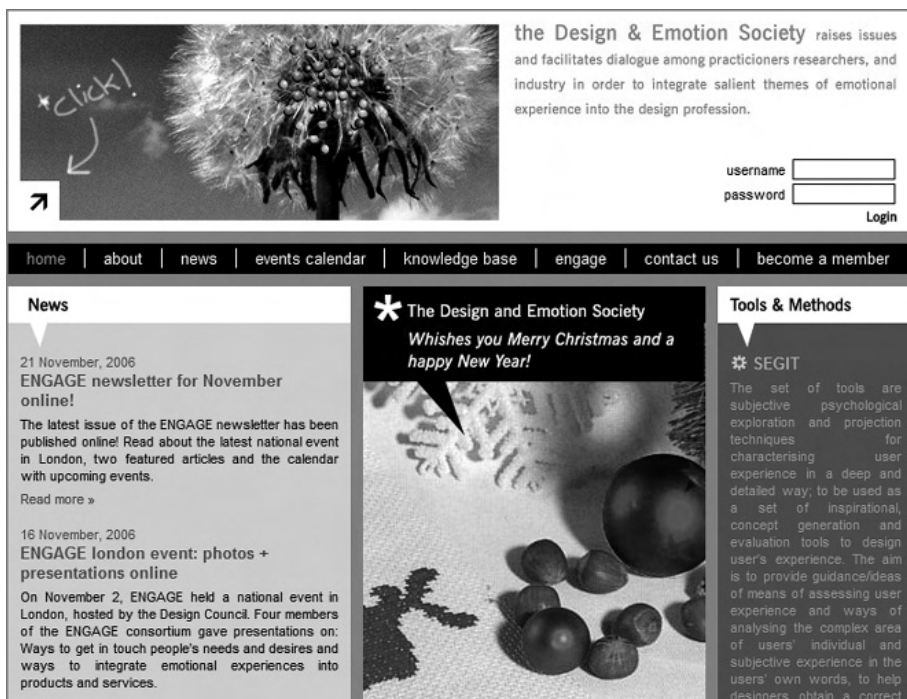 *click!
the Design & Emotion Society raises issues
and facilitates dialogue among practicioners researchers, and
industry in order to integrate salient themes of emotional
experience into the design profession.
username
password
Login
home | about | news | events calendar | knowledge base | engage | contact us | become a member
News
21 November, 2006
ENGAGE newsletter for November
online!
The latest issue of the ENGAGE newsletter has been
published online! Read about the latest national event
in London, two featured articles and the calendar
with upcoming events.
Read more »
16 November, 2006
ENGAGE london event: photos +
presentations online
On November 2, ENGAGE held a national event in
London, hosted by the Design Council. Four members
of the ENGAGE consortium gave presentations on:
Ways to get in touch people's needs and desires and
ways to integrate emotional experiences into
products and services.
* The Design and Emotion Society
Whishes you Merry Christmas and a
happy New Year!
Tools & Methods
SEGIT
The set of tools are
subjective psychological
exploration and projection
techniques for
characterising user
experience in a deep and
detailed way; to be used as
a set of inspirational,
concept generation and
evaluation tools to design
user's experience. The aim
is to provide guidance/ideas
of means of assessing user
experience and ways of
analysing the complex area
of users' individual and
subjective experience in the
users' own words, to help
designers obtain a correct